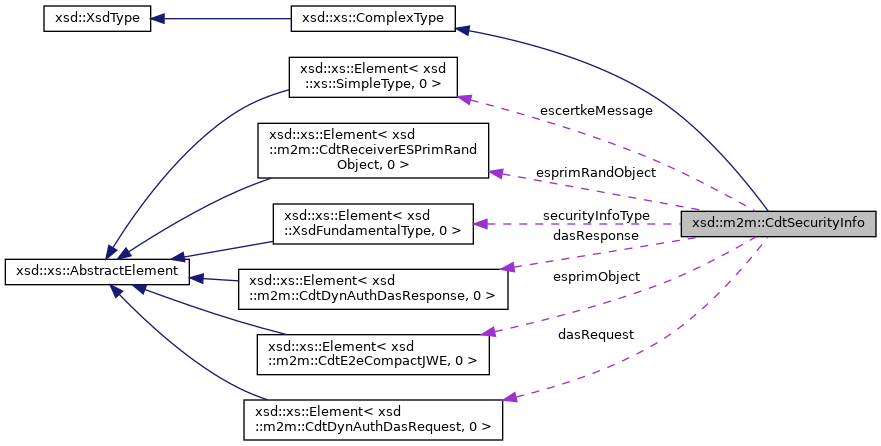 xsd::XsdType
xsd::xs::ComplexType
xsd::xs::Element< xsd
::xs::SimpleType, 0 >
escertkeMessage
xsd::xs::Element< xsd
::m2m::CdtReceiverESPrimRand
Object, 0 >
esprimRandObject
xsd::xs::Element< xsd
::XsdFundamentalType, 0 >
securityInfoType
xsd::m2m::CdtSecurityInfo
dasResponse
xsd::xs::AbstractElement
xsd::xs::Element< xsd
::m2m::CdtDynAuthDasResponse, 0 >
esprimObject
xsd::xs::Element< xsd
::m2m::CdtE2eCompactJWE, 0 >
dasRequest
xsd::xs::Element< xsd
::m2m::CdtDynAuthDasRequest, 0 >